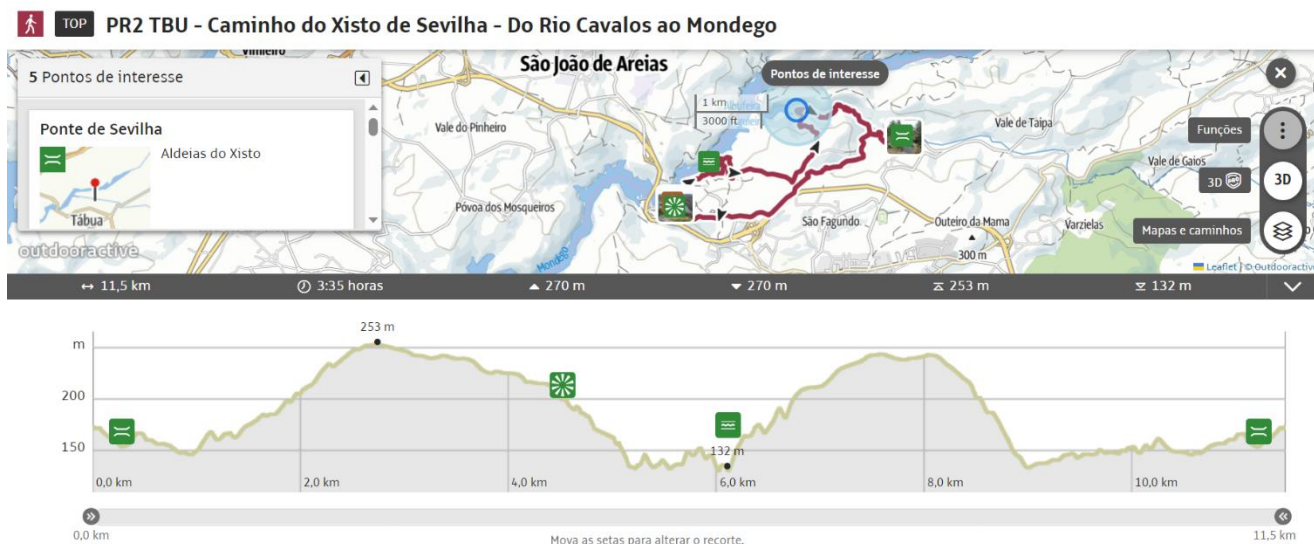 TOP PR2 TBU - Caminho do Xisto de Sevilha - Do Rio Cavalos ao Mondego
5 Pontos de interesse
Ponte de Sevilha
Aldeias do Xisto
Tábua
outdooractive
Vimieiro
São João de Areias
Pontos de interesse
1 km
3000 ft
Vale do Pinheiro
Vale de Taipa
Funções
Vale de Gaios
3D
3D
Póvoa dos Mosqueiros
São Fagundo
Outeiro da Mama
Varzielas
Mapas e caminhos
300 m
Mondego
Leaflet | © Outdooractive
11,5 km 3:35 horas 270 m 270 m 253 m 132 m
253 m
m
200
150
132 m
0,0 km 2,0 km 4,0 km 6,0 km 8,0 km 10,0 km
0,0 km 11,5 km
Mova as setas para alterar o recorte.